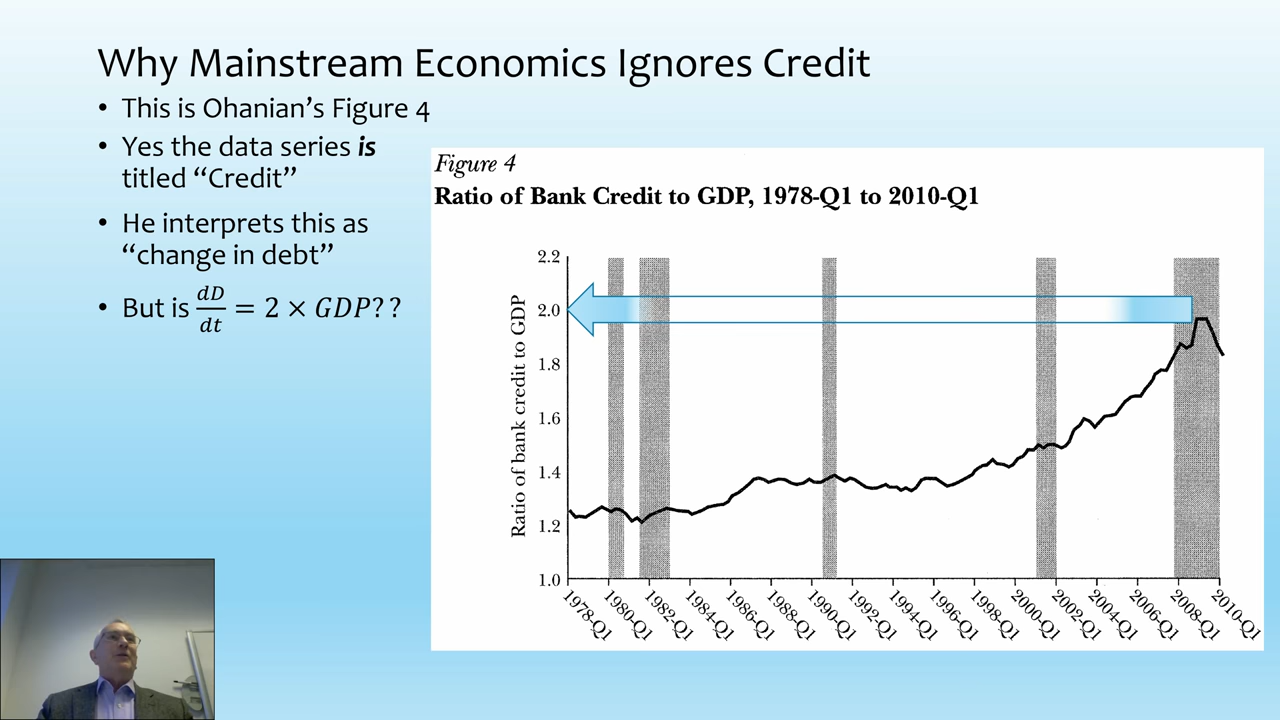 Why Mainstream Economics Ignores Credit
• This is Ohanian’s Figure 4
• Yes the data series is
titled “Credit”
• He interprets this as
“change in debt”
• But is dD/dt = 2 × GDP??
Figure 4
Ratio of Bank Credit to GDP, 1978-Q1 to 2010-Q1
Ratio of bank credit to GDP
2.2
2.0
1.8
1.6
1.4
1.2
1.0
1978-Q1
1980-Q1
1982-Q1
1984-Q1
1986-Q1
1988-Q1
1990-Q1
1992-Q1
1994-Q1
1996-Q1
1998-Q1
2000-Q1
2002-Q1
2004-Q1
2006-Q1
2008-Q1
2010-Q1